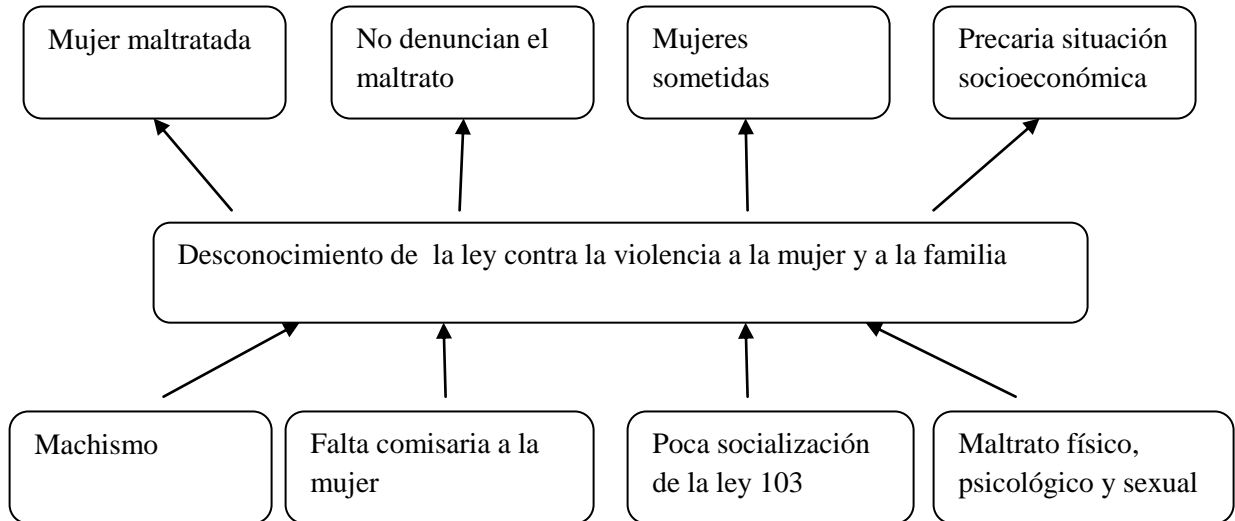 Mujer maltratada
No denuncian el
maltrato
Mujeres
sometidas
Precaria situación
socioeconómica
Desconocimiento de  la ley contra la violencia a la mujer y a la familia
Machismo
Falta comisaria a la
mujer
Poca socialización
de la ley 103
Maltrato físico,
psicológico y sexual